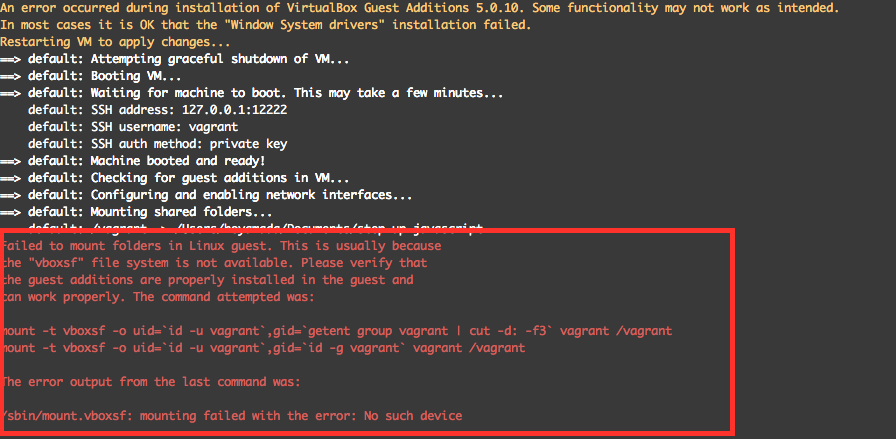 An error occurred during installation of VirtualBox Guest Additions 5.0.10. Some functionality may not work as intended.
In most cases it is OK that the "Window System drivers" installation failed.
Restarting VM to apply changes...
==> default: Attempting graceful shutdown of VM...
==> default: Booting VM...
==> default: Waiting for machine to boot. This may take a few minutes...
default: SSH address: 127.0.0.1:12222
default: SSH username: vagrant
default: SSH auth method: private key
==> default: Machine booted and ready!
==> default: Checking for guest additions in VM...
==> default: Configuring and enabling network interfaces...
==> default: Mounting shared folders...
default: /vagrant
Failed to mount folders in Linux guest. This is usually because
the "vboxsf" file system is not available. Please verify that
the guest additions are properly installed in the guest and
can work properly. The command attempted was:
mount -t vboxsf -o uid=`id -u vagrant`,gid=`getent group vagrant | cut -d: -f3` vagrant /vagrant
mount -t vboxsf -o uid=`id -u vagrant`,gid=`id -g vagrant` vagrant /vagrant
The error output from the last command was:
/sbin/mount.vboxsf: mounting failed with the error: No such device